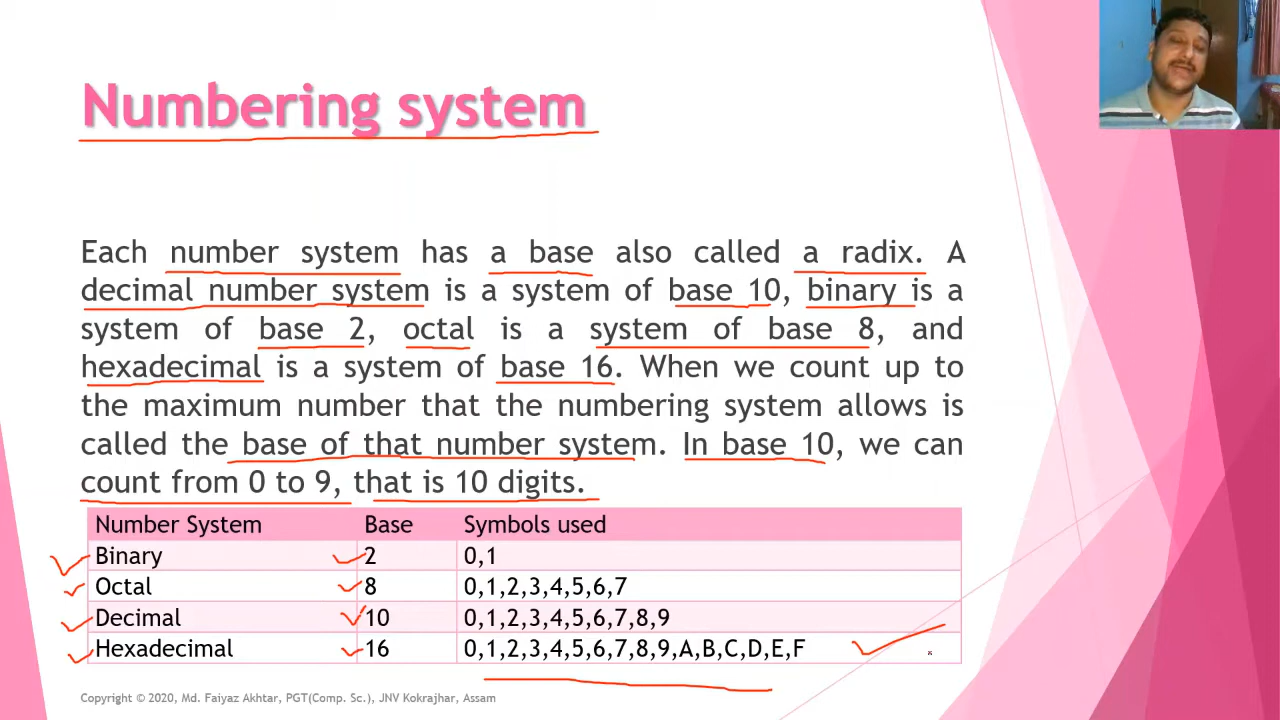 Numbering system
Each number system has a base also called a radix. A
decimal number system is a system of base 10, binary is a
system of base 2, octal is a system of base 8, and
hexadecimal is a system of base 16. When we count up to
the maximum number that the numbering system allows is
called the base of that number system. In base 10, we can
count from 0 to 9, that is 10 digits.
Number System Base Symbols used
Binary 2 0,1
Octal 8 0,1,2,3,4,5,6,7
Decimal 10 0,1,2,3,4,5,6,7,8,9
Hexadecimal 16 0,1,2,3,4,5,6,7,8,9,A,B,C,D,E,F
Copyright © 2020, Md. Faiyaz Akhtar, PGT(Comp. Sc.), JNV Kokrajhar, Assam